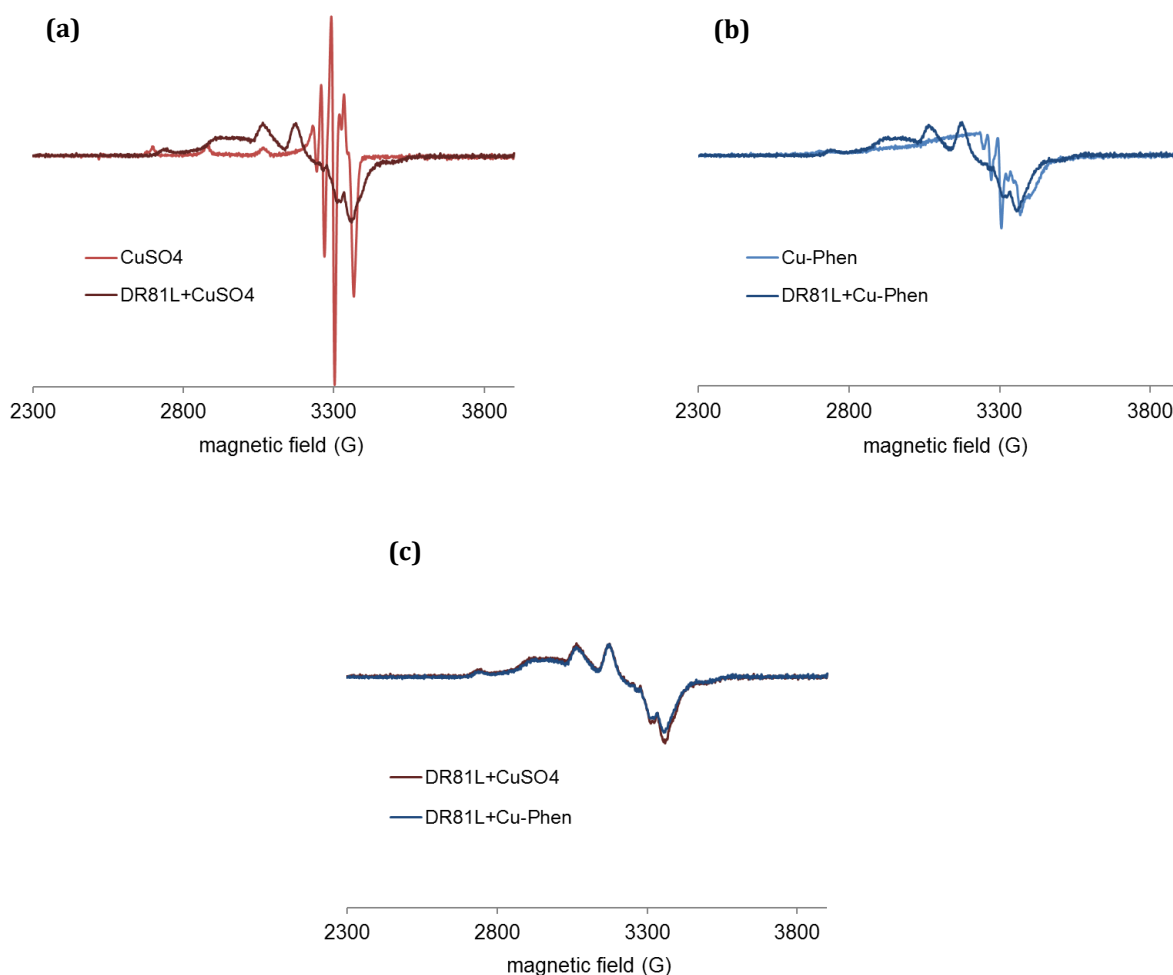 (a)
CuSO4
DR81L+CuSO4
2300 2800 3300 3800
magnetic field (G)
(b)
Cu-Phen
DR81L+Cu-Phen
2300 2800 3300 3800
magnetic field (G)
(c)
DR81L+CuSO4
DR81L+Cu-Phen
2300 2800 3300 3800
magnetic field (G)